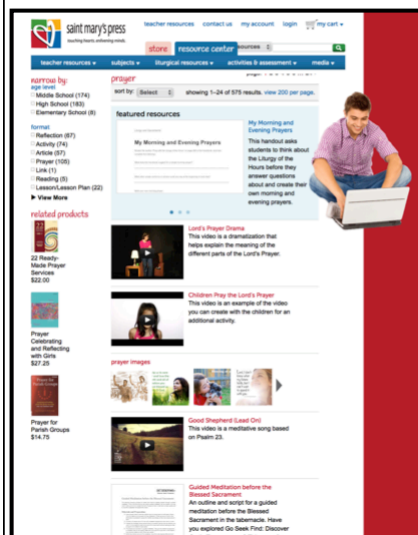 saint mary's press
teaching hearts. enlivening minds.
teacher resources contact us my account login my cart
store resource center
teacher resources subjects liturgical resources activities & assessment media
narrow by:
age level
Middle School (174)
High School (183)
Elementary School (8)
format
Reflection (67)
Activity (74)
Article (57)
Prayer (105)
Link (1)
Reading (5)
Lesson/Lesson Plan (22)
View More
related products
22 Ready-
Made Prayer
Services
$22.00
Prayer
Celebrating
and Reflecting
with Girls
$27.25
Prayer for
Parish Groups
$14.75
prayer
sort by: Select showing 1–24 of 575 results. view 200 per page.
featured resources
My Morning and Evening Prayers
My Morning and
Evening Prayers
This handout asks
students to think about
the Liturgy of the
Hours before they
answer questions
about and create their
own morning and
evening prayers.
Lord's Prayer Drama
This video is a dramatization that
helps explain the meaning of the
different parts of the Lord's Prayer.
Children Pray the Lord's Prayer
This video is an example of the video
you can create with the children for an
additional activity.
prayer images
Good Shepherd (Lead On)
This video is a meditative song based
on Psalm 23.
Guided Meditation before the
Blessed Sacrament
An outline and script for a guided
meditation before the Blessed
Sacrament in the tabernacle. Have
you explored Go Seek Find: Discover